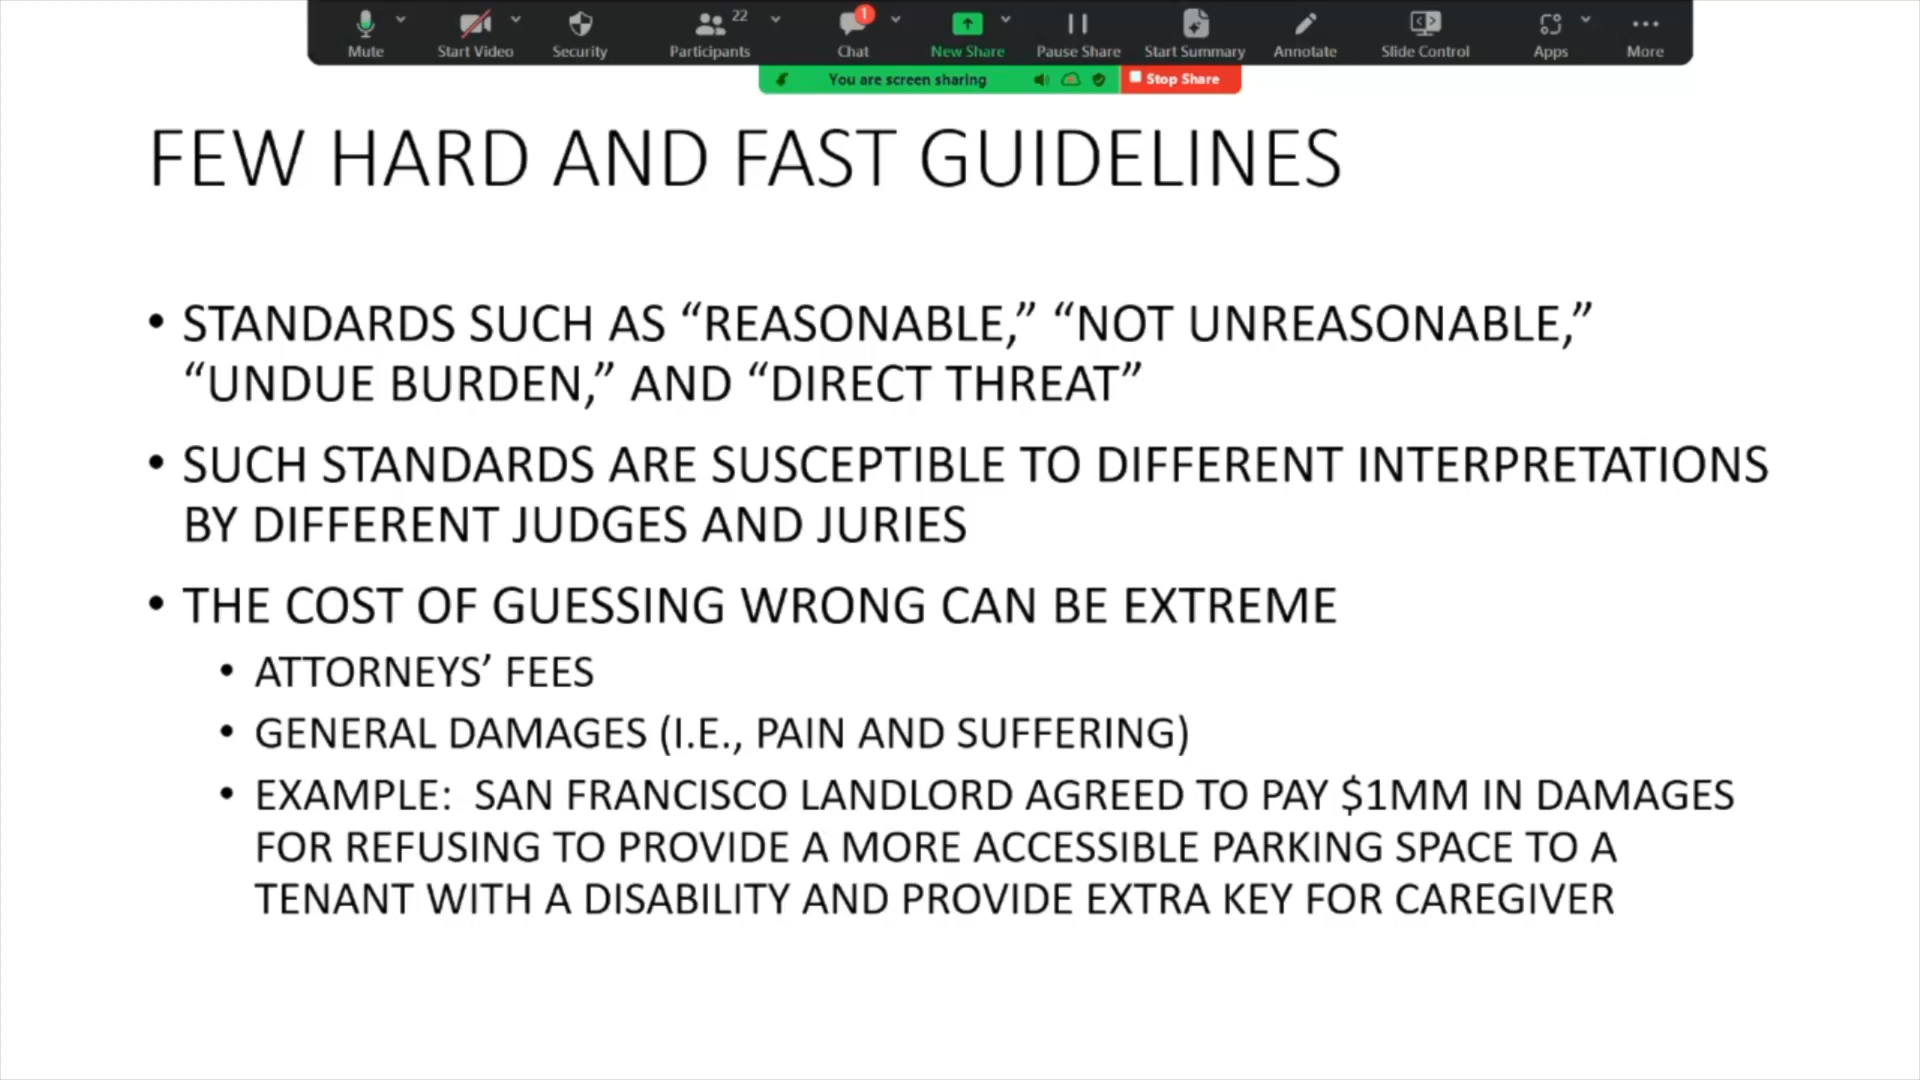 Mute
Start Video
Security
Participants
22
Chat
1
New Share
Pause Share
Start Summary
Annotate
Slide Control
Apps
More
You are screen sharing
Stop Share
FEW HARD AND FAST GUIDELINES
• STANDARDS SUCH AS “REASONABLE,” “NOT UNREASONABLE,”
“UNDUE BURDEN,” AND “DIRECT THREAT”
• SUCH STANDARDS ARE SUSCEPTIBLE TO DIFFERENT INTERPRETATIONS
BY DIFFERENT JUDGES AND JURIES
• THE COST OF GUESSING WRONG CAN BE EXTREME
• ATTORNEYS’ FEES
• GENERAL DAMAGES (I.E., PAIN AND SUFFERING)
• EXAMPLE:  SAN FRANCISCO LANDLORD AGREED TO PAY $1MM IN DAMAGES
FOR REFUSING TO PROVIDE A MORE ACCESSIBLE PARKING SPACE TO A
TENANT WITH A DISABILITY AND PROVIDE EXTRA KEY FOR CAREGIVER